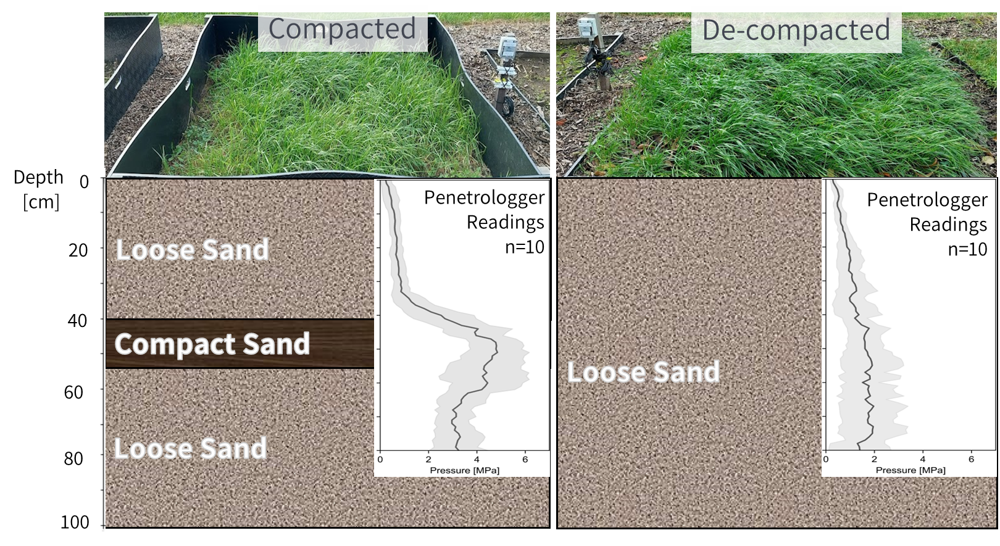 Compacted
De-compacted
Depth
[cm]
0
20
40
60
80
100
Loose Sand
Compact Sand
Loose Sand
Penetrologger
Readings
n=10
0 2 4 6
Pressure [MPa]
Loose Sand
Penetrologger
Readings
n=10
0 2 4 6
Pressure [MPa]